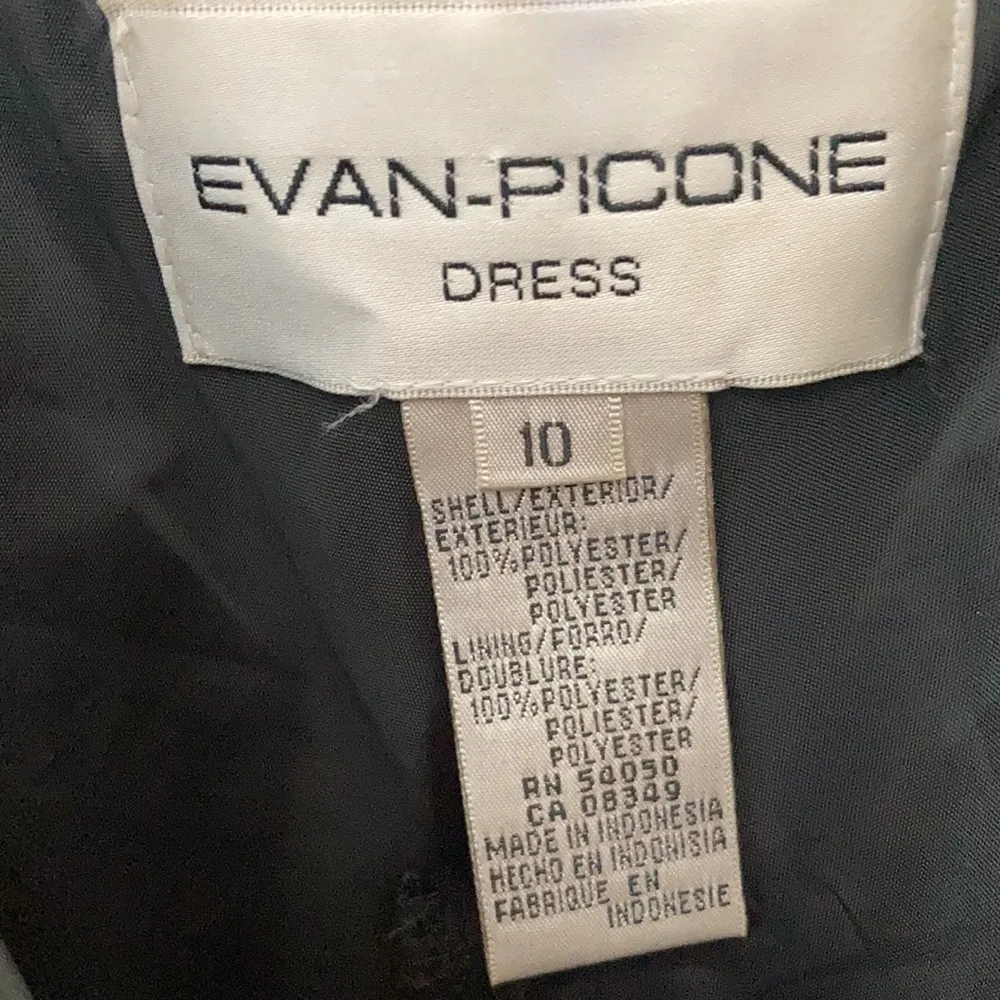 EVAN-PICONE
DRESS
10
SHELL/EXTERIOR/
EXTERIEUR:
100%POLYESTER/
POLIESTER/
POLYESTER
LINING/FORRO/
DOUBLURE:
100%POLYESTER/
POLIESTER/
POLYESTER
RN 54050
CA 08349
MADE IN INDONESIA
HECHO EN INDONISIA
FABRIQUE EN
INDONESIE